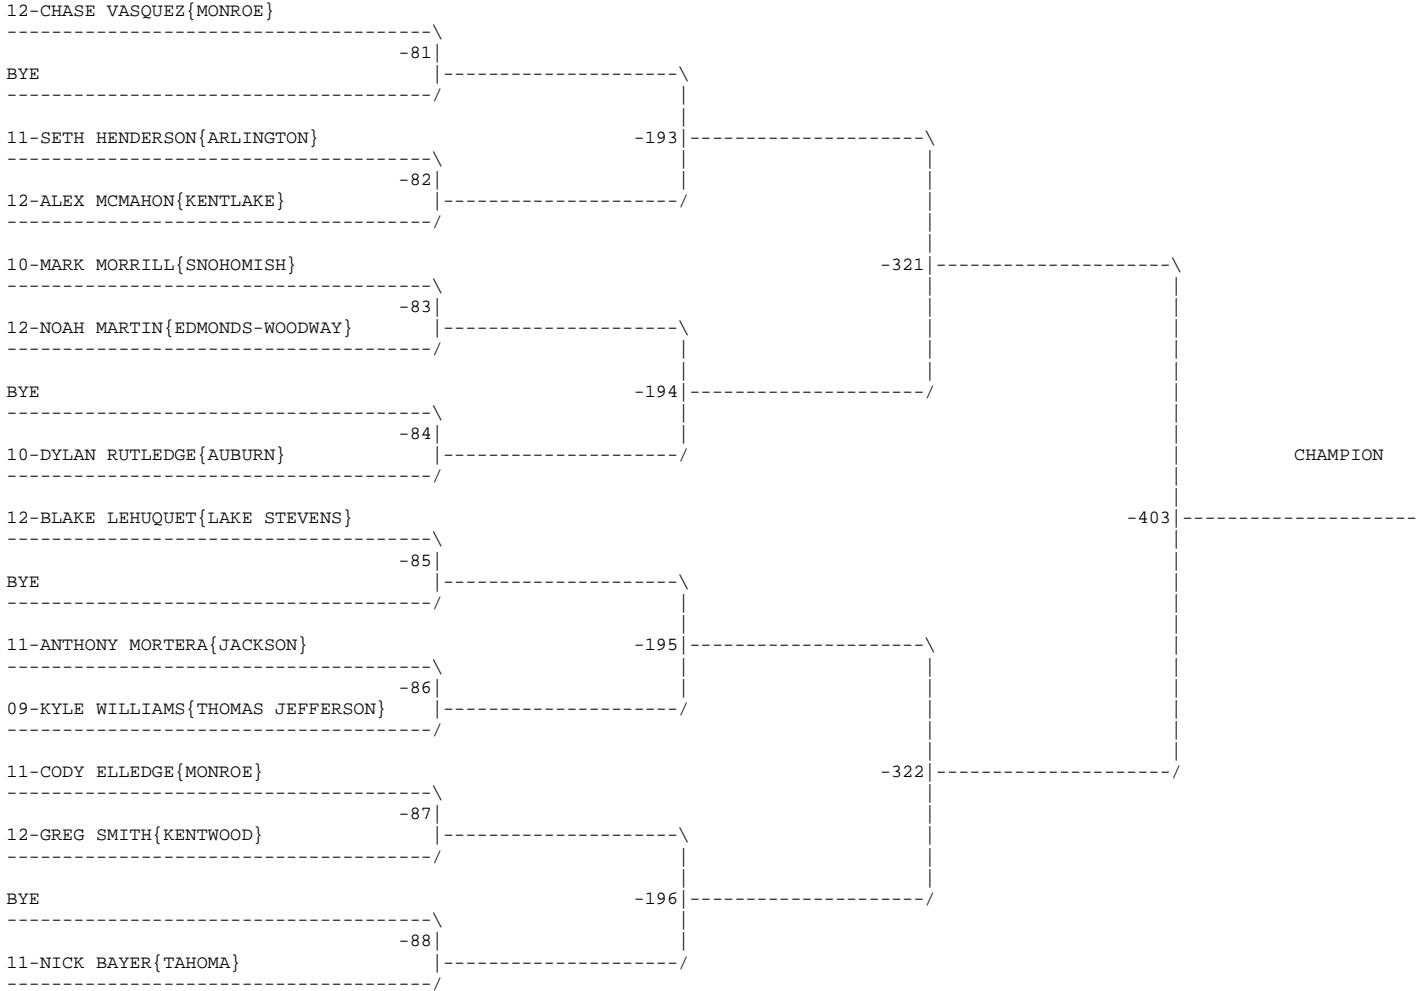 12-CHASE VASQUEZ{MONROE}
-81
BYE
11-SETH HENDERSON{ARLINGTON}
-193
-82
12-ALEX MCMAHON{KENTLAKE}
10-MARK MORRILL{SNOHOMISH}
-321
-83
12-NOAH MARTIN{EDMONDS-WOODWAY}
BYE
-194
-84
10-DYLAN RUTLEDGE{AUBURN}
CHAMPION
12-BLAKE LEHUQUET{LAKE STEVENS}
-403
-85
BYE
11-ANTHONY MORTERA{JACKSON}
-195
-86
09-KYLE WILLIAMS{THOMAS JEFFERSON}
11-CODY ELLEDGE{MONROE}
-322
-87
12-GREG SMITH{KENTWOOD}
BYE
-196
-88
11-NICK BAYER{TAHOMA}